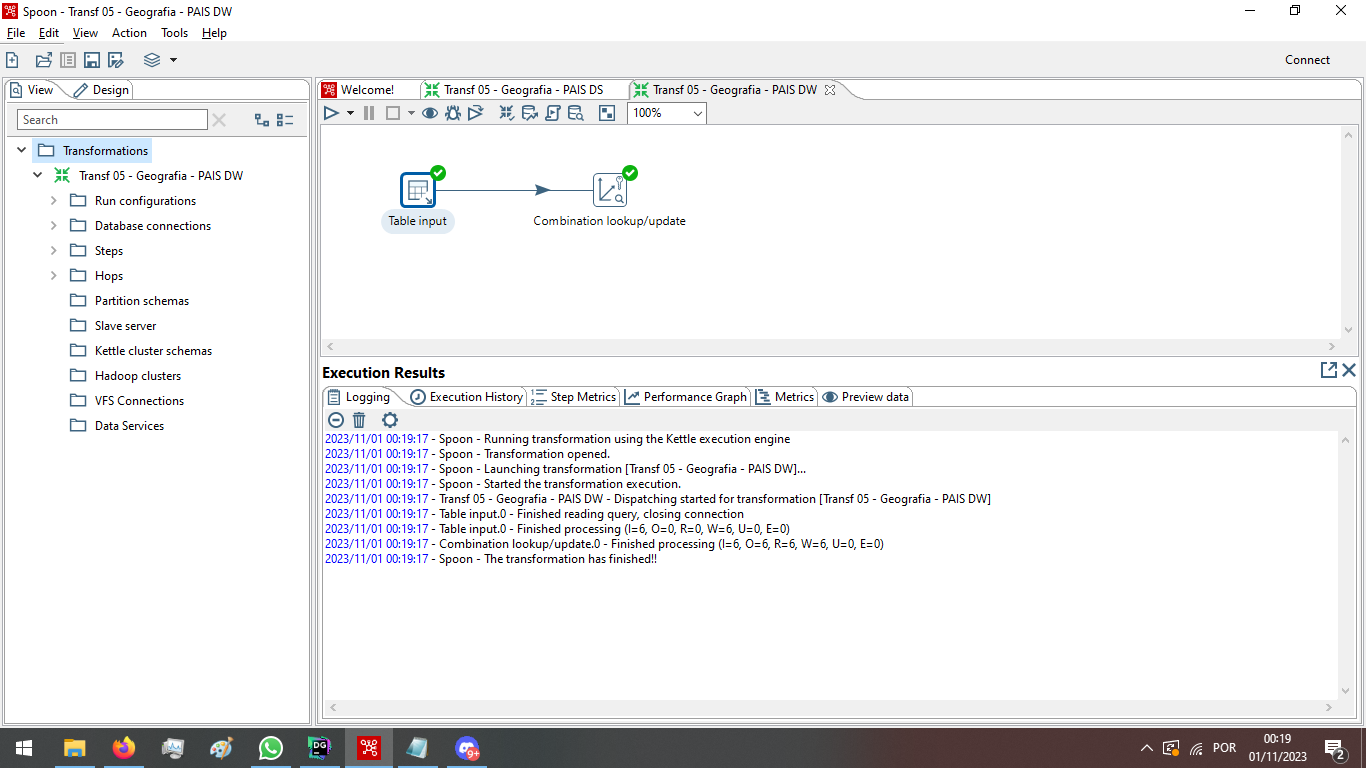 Spoon - Transf 05 - Geografia - PAIS DW
File Edit View Action Tools Help
Connect
View Design
Search
Transformations
Transf 05 - Geografia - PAIS DW
Run configurations
Database connections
Steps
Hops
Partition schemas
Slave server
Kettle cluster schemas
Hadoop clusters
VFS Connections
Data Services
Welcome! Transf 05 - Geografia - PAIS DS Transf 05 - Geografia - PAIS DW
100%
Table input Combination lookup/update
Execution Results
Logging Execution History Step Metrics Performance Graph Metrics Preview data
2023/11/01 00:19:17 - Spoon - Running transformation using the Kettle execution engine
2023/11/01 00:19:17 - Spoon - Transformation opened.
2023/11/01 00:19:17 - Spoon - Launching transformation [Transf 05 - Geografia - PAIS DW]...
2023/11/01 00:19:17 - Spoon - Started the transformation execution.
2023/11/01 00:19:17 - Transf 05 - Geografia - PAIS DW - Dispatching started for transformation [Transf 05 - Geografia - PAIS DW]
2023/11/01 00:19:17 - Table input.0 - Finished reading query, closing connection
2023/11/01 00:19:17 - Table input.0 - Finished processing (I=6, O=0, R=0, W=6, U=0, E=0)
2023/11/01 00:19:17 - Combination lookup/update.0 - Finished processing (I=6, O=6, R=6, W=6, U=0, E=0)
2023/11/01 00:19:17 - Spoon - The transformation has finished!!
DG
9+
POR
00:19
01/11/2023
2